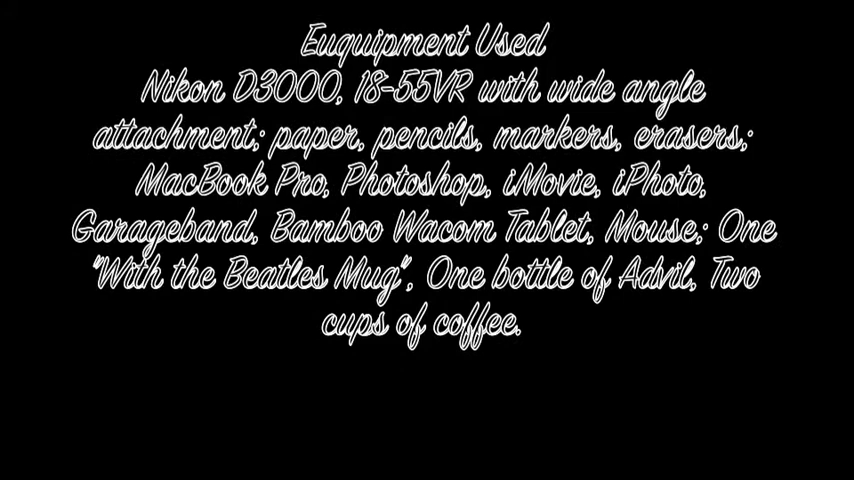 Euquipment Used
Nikon D3000, 18-55VR with wide angle
attachment; paper, pencils, markers, erasers,;
MacBook Pro, Photoshop, iMovie, iPhoto,
Garageband, Bamboo Wacom Tablet, Mouse,; One
"With the Beatles Mug", One bottle of Advil, Two
cups of coffee.